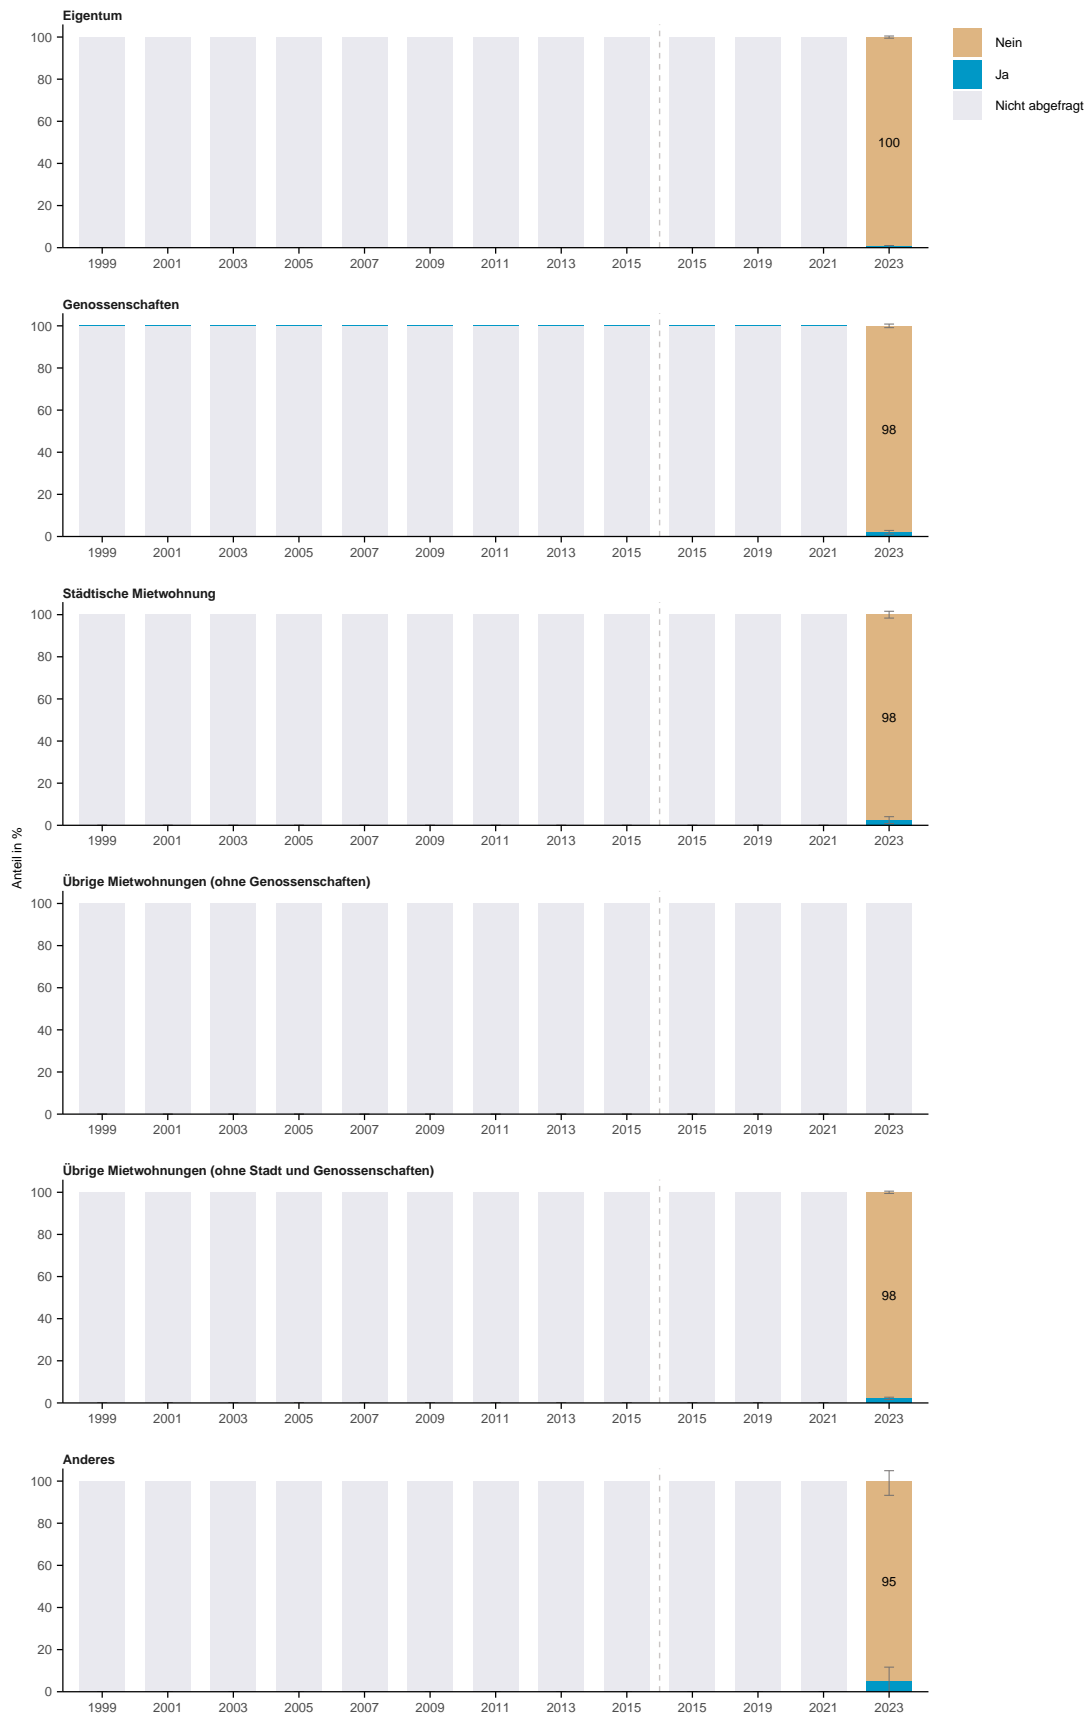 Eigentum
100
80
60
40
20
0
100
1999 2001 2003 2005 2007 2009 2011 2013 2015 2015 2019 2021 2023
Nein
Ja
Nicht abgefragt
Genossenschaften
100
80
60
40
20
0
98
1999 2001 2003 2005 2007 2009 2011 2013 2015 2015 2019 2021 2023
Städtische Mietwohnung
100
80
60
40
20
0
98
1999 2001 2003 2005 2007 2009 2011 2013 2015 2015 2019 2021 2023
Anteil in %
Übrige Mietwohnungen (ohne Genossenschaften)
100
80
60
40
20
0
1999 2001 2003 2005 2007 2009 2011 2013 2015 2015 2019 2021 2023
Übrige Mietwohnungen (ohne Stadt und Genossenschaften)
100
80
60
40
20
0
98
1999 2001 2003 2005 2007 2009 2011 2013 2015 2015 2019 2021 2023
Anderes
100
80
60
40
20
0
95
1999 2001 2003 2005 2007 2009 2011 2013 2015 2015 2019 2021 2023